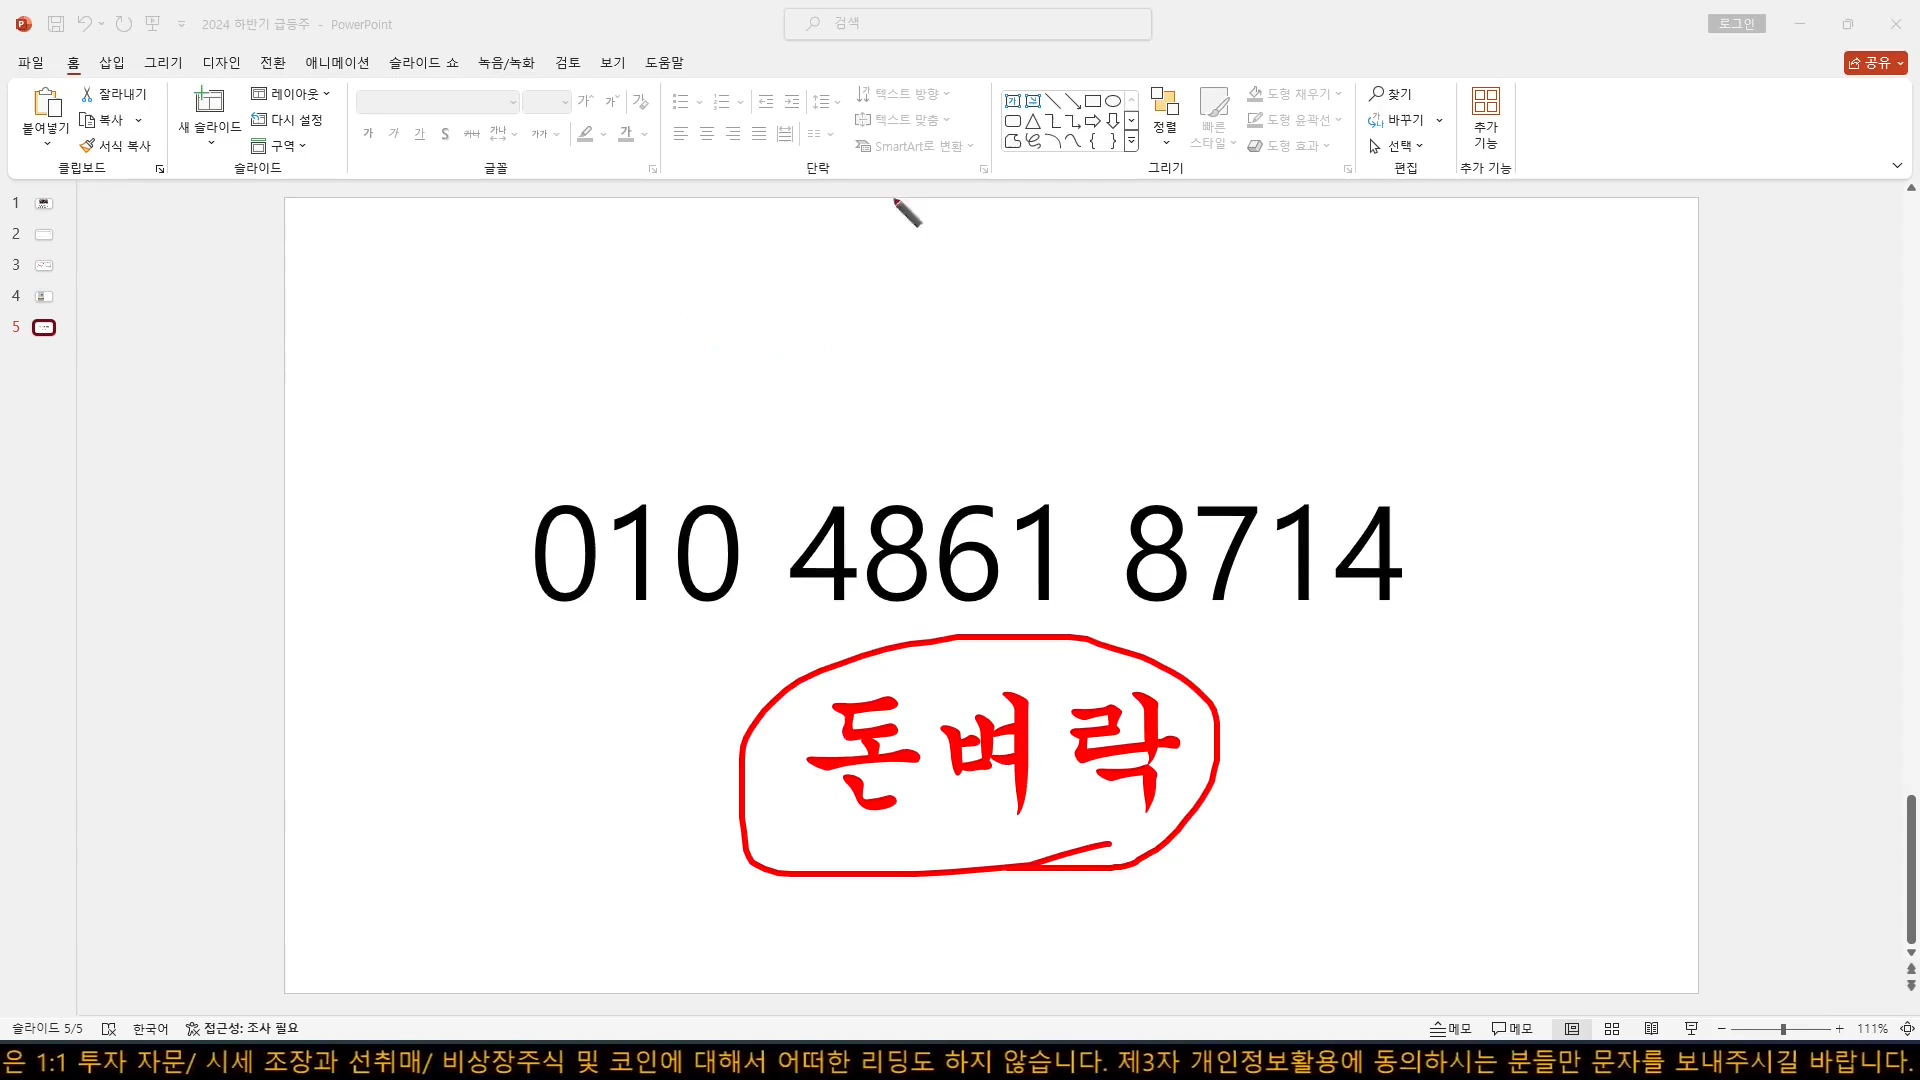 2024 하반기 급등주 - PowerPoint
검색
로그인
파일 홈 삽입 그리기 디자인 전환 애니메이션 슬라이드 쇼 녹음/녹화 검토 보기 도움말
공유
붙여넣기
잘라내기
복사
서식 복사
클립보드
새 슬라이드
레이아웃
다시 설정
구역
슬라이드
가 가 가 S 가나 가가 가
글꼴
텍스트 방향
텍스트 맞춤
SmartArt로 변환
단락
정렬
빠른
스타일
도형 채우기
도형 윤곽선
도형 효과
그리기
찾기
바꾸기
선택
편집
추가
기능
추가 기능
1
2
3
4
5
010 4861 8714
돈벼락
슬라이드 5/5 한국어 접근성: 조사 필요
메모 메모 111%
은 1:1 투자 자문/ 시세 조장과 선취매/ 비상장주식 및 코인에 대해서 어떠한 리딩도 하지 않습니다. 제3자 개인정보활용에 동의하시는 분들만 문자를 보내주시길 바랍니다.